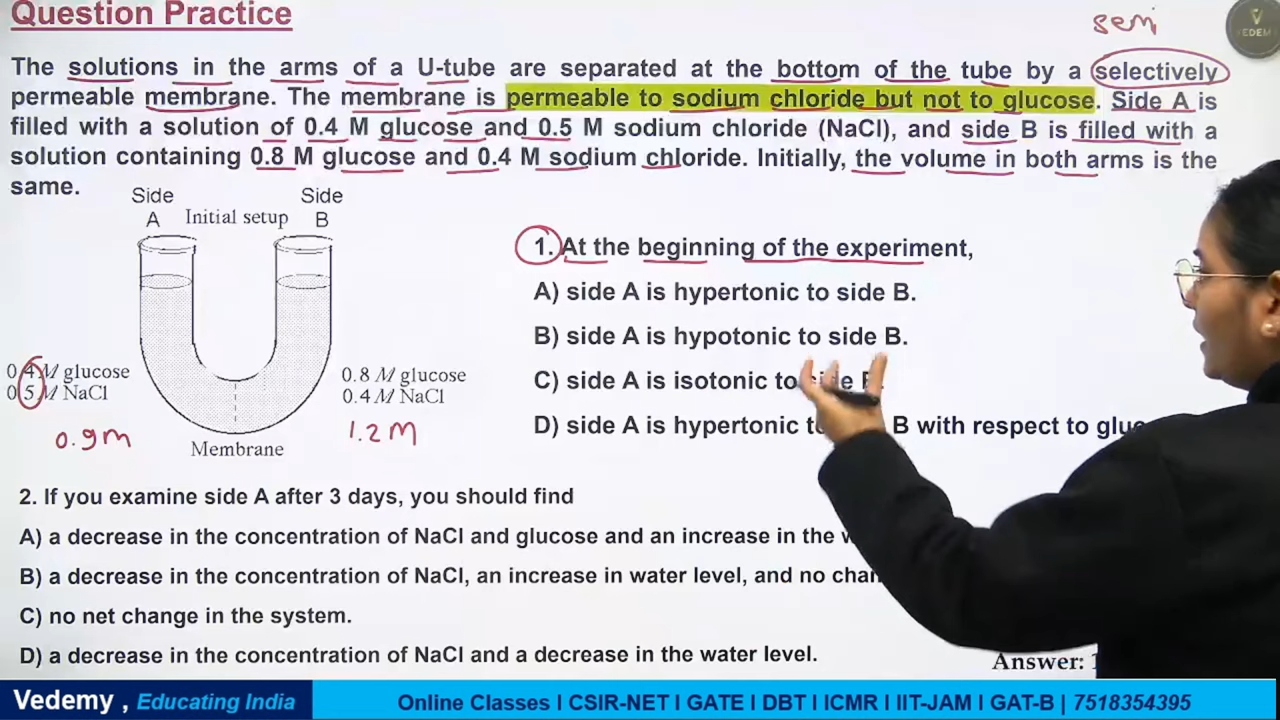 Question Practice
semi
VEDEM
The solutions in the arms of a U-tube are separated at the bottom of the tube by a selectively
permeable membrane. The membrane is permeable to sodium chloride but not to glucose. Side A is
filled with a solution of 0.4 M glucose and 0.5 M sodium chloride (NaCl), and side B is filled with a
solution containing 0.8 M glucose and 0.4 M sodium chloride. Initially, the volume in both arms is the
same.
Side A
Initial setup
Side B
0.4 M glucose
0.5 M NaCl
0.9m
0.8 M glucose
0.4 M NaCl
1.2M
Membrane
1. At the beginning of the experiment,
A) side A is hypertonic to side B.
B) side A is hypotonic to side B.
C) side A is isotonic to side
D) side A is hypertonic B with respect to
2. If you examine side A after 3 days, you should find
A) a decrease in the concentration of NaCl and glucose and an increase in the
B) a decrease in the concentration of NaCl, an increase in water level, and no
C) no net change in the system.
D) a decrease in the concentration of NaCl and a decrease in the water level.
Answer:
Vedemy , Educating India
Online Classes I CSIR-NET I GATE I DBT I ICMR I IIT-JAM I GAT-B | 7518354395